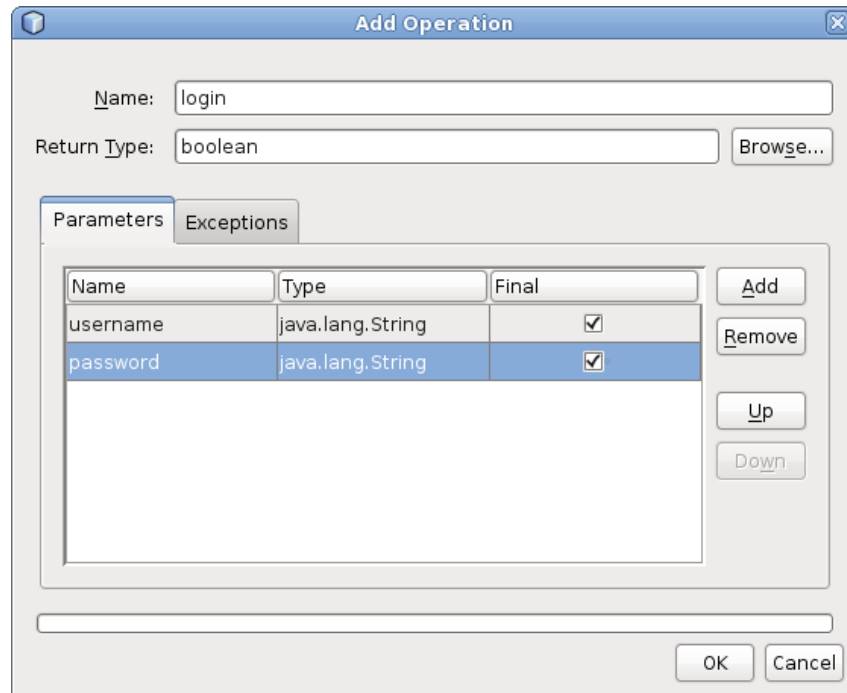 Add Operation
Name: login
Return Type: boolean Browse...
Parameters Exceptions
Name Type Final Add
username java.lang.String
Remove
password java.lang.String
Up
Down
OK Cancel